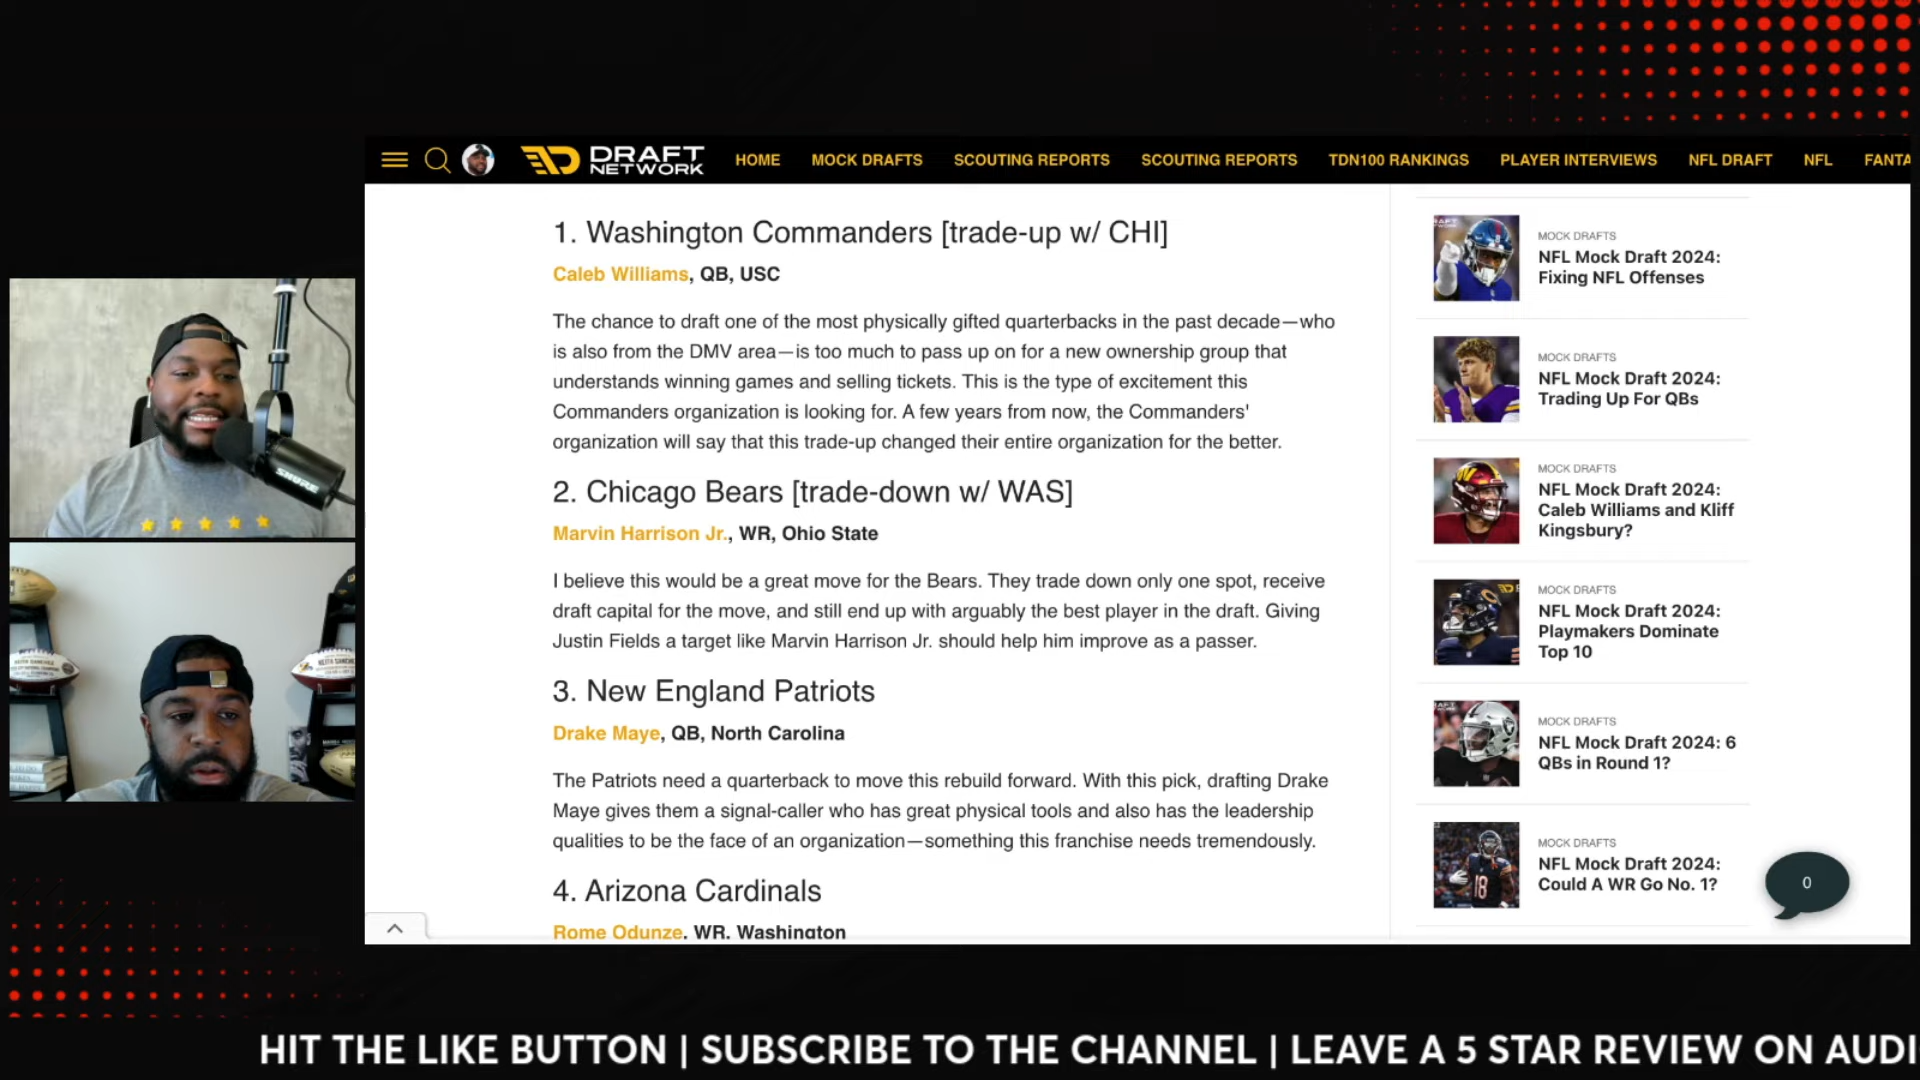 DRAFT
NETWORK
HOME MOCK DRAFTS SCOUTING REPORTS SCOUTING REPORTS TDN100 RANKINGS PLAYER INTERVIEWS NFL DRAFT NFL FANTA
1. Washington Commanders [trade-up w/ CHI]
Caleb Williams, QB, USC
The chance to draft one of the most physically gifted quarterbacks in the past decade—who
is also from the DMV area—is too much to pass up on for a new ownership group that
understands winning games and selling tickets. This is the type of excitement this
Commanders organization is looking for. A few years from now, the Commanders'
organization will say that this trade-up changed their entire organization for the better.
2. Chicago Bears [trade-down w/ WAS]
Marvin Harrison Jr., WR, Ohio State
I believe this would be a great move for the Bears. They trade down only one spot, receive
draft capital for the move, and still end up with arguably the best player in the draft. Giving
Justin Fields a target like Marvin Harrison Jr. should help him improve as a passer.
3. New England Patriots
Drake Maye, QB, North Carolina
The Patriots need a quarterback to move this rebuild forward. With this pick, drafting Drake
Maye gives them a signal-caller who has great physical tools and also has the leadership
qualities to be the face of an organization—something this franchise needs tremendously.
4. Arizona Cardinals
Rome Odunze, WR, Washington
MOCK DRAFTS
NFL Mock Draft 2024:
Fixing NFL Offenses
MOCK DRAFTS
NFL Mock Draft 2024:
Trading Up For QBs
MOCK DRAFTS
NFL Mock Draft 2024:
Caleb Williams and Kliff
Kingsbury?
MOCK DRAFTS
NFL Mock Draft 2024:
Playmakers Dominate
Top 10
MOCK DRAFTS
NFL Mock Draft 2024: 6
QBs in Round 1?
MOCK DRAFTS
NFL Mock Draft 2024:
Could A WR Go No. 1?
18
0
SHURE
HIT THE LIKE BUTTON | SUBSCRIBE TO THE CHANNEL | LEAVE A 5 STAR REVIEW ON AUDI